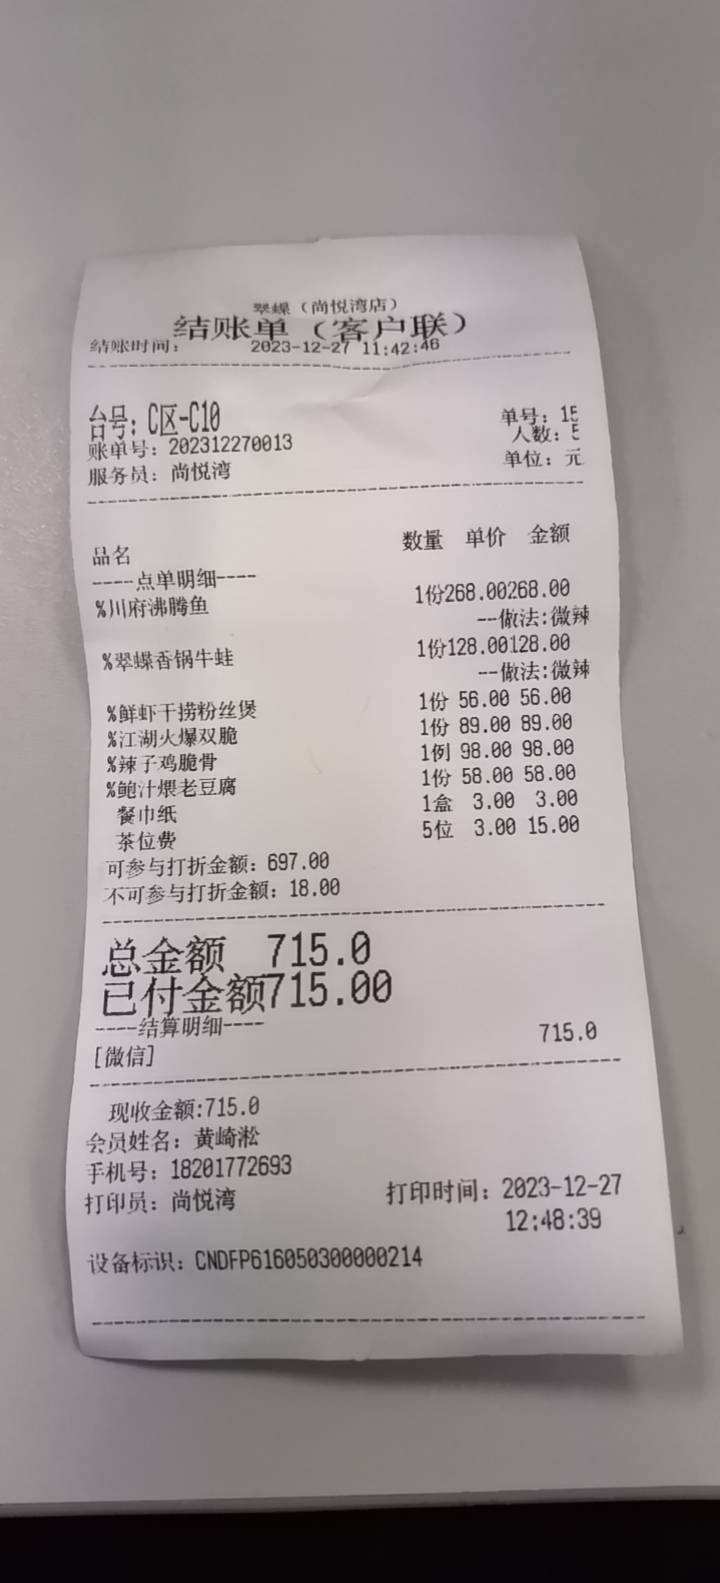 翠蝶（尚悦湾店）
结账单（客户联）
结账时间： 2023-12-27 11:42:46
台号：C区-C10
单号：15
账单号：202312270013
人数：5
服务员：尚悦湾
单位：元
品名 数量 单价 金额
----点单明细----
%川府沸腾鱼 1份268.00268.00
--做法:微辣
%翠蝶香锅牛蛙 1份128.00128.00
--做法:微辣
%鲜虾干捞粉丝煲 1份 56.00 56.00
%江湖火爆双脆 1份 89.00 89.00
%辣子鸡脆骨 1例 98.00 98.00
%鲍汁煨老豆腐 1份 58.00 58.00
餐巾纸 1盒 3.00 3.00
茶位费 5位 3.00 15.00
可参与打折金额：697.00
不可参与打折金额：18.00
总金额 715.0
已付金额715.00
----结算明细----
[微信] 715.0
现收金额:715.0
会员姓名：黄崎淞
手机号：18201772693
打印员：尚悦湾 打印时间：2023-12-27
12:48:39
设备标识：CNDFP616050300000214